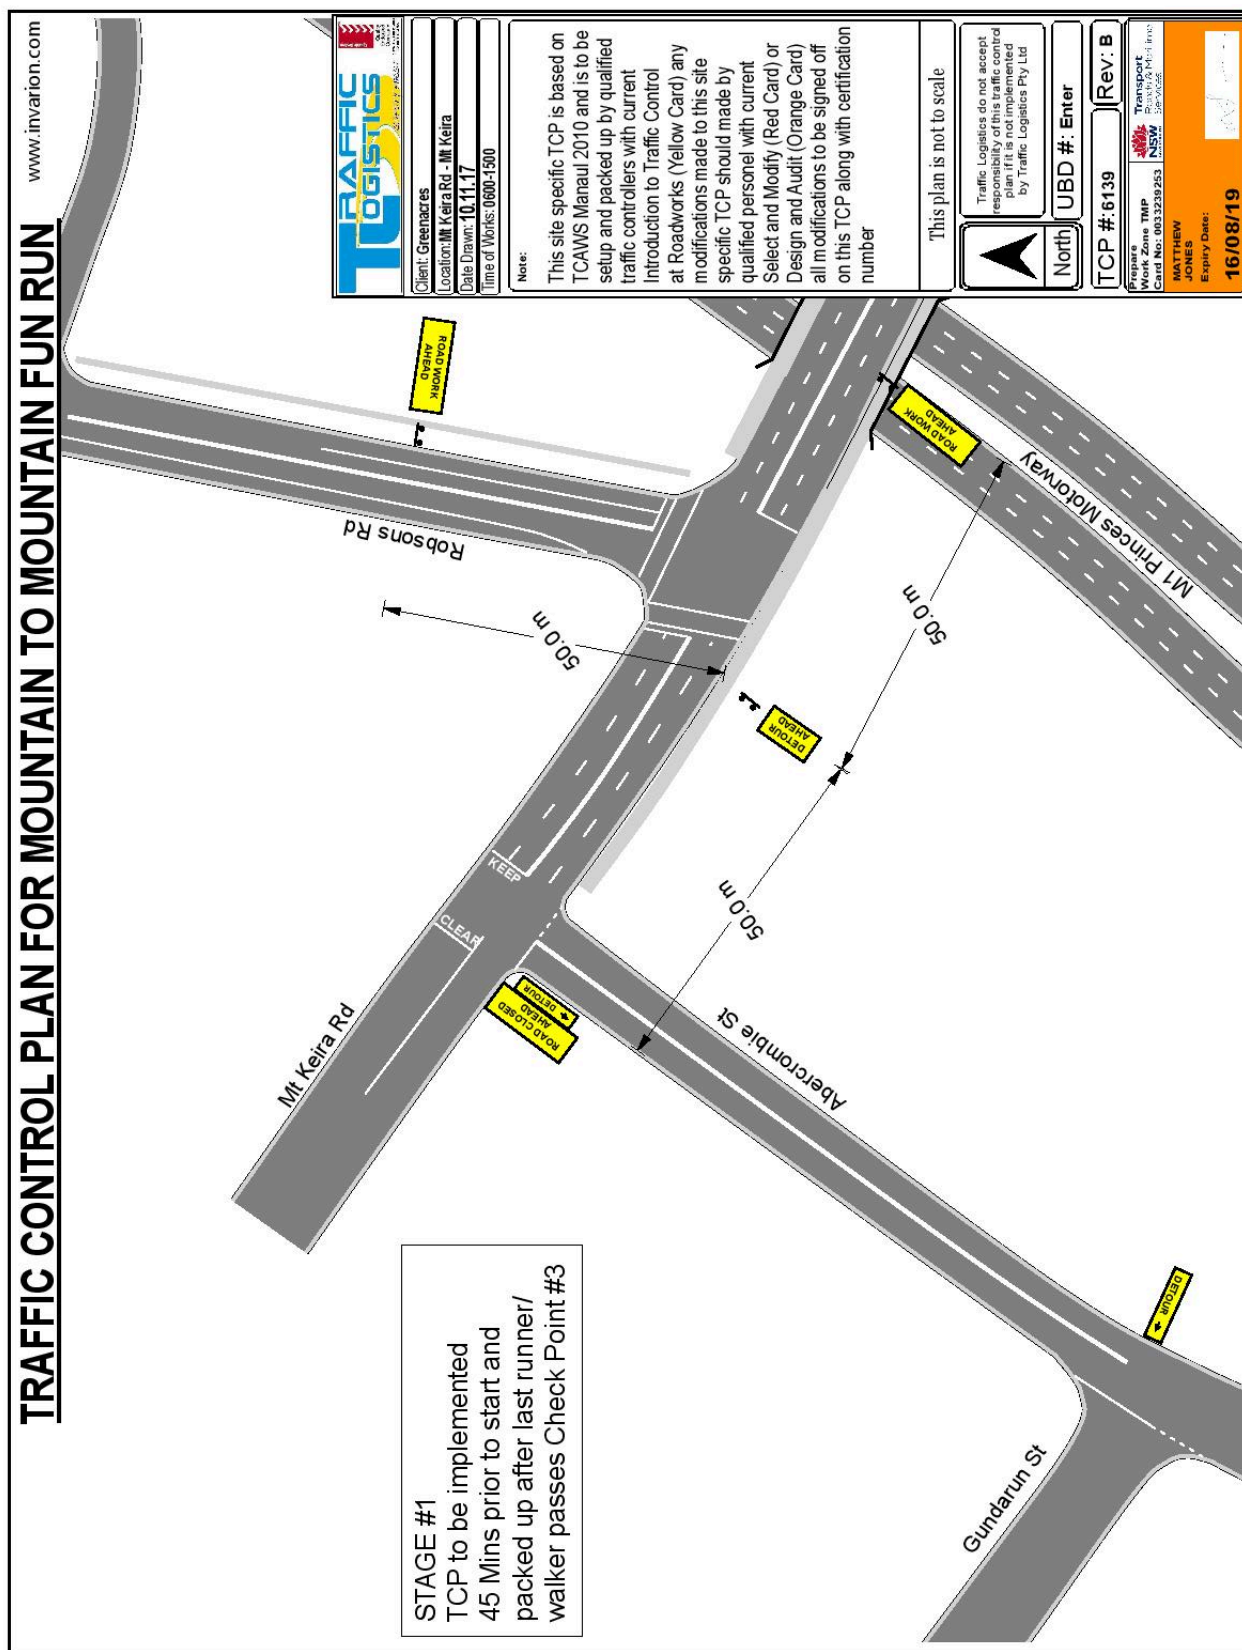 TRAFFIC CONTROL PLAN FOR MOUNTAIN TO MOUNTAIN FUN RUN
www.invarion.com
STAGE #1
TCP to be implemented
45 Mins prior to start and
packed up after last runner/
walker passes Check Point #3
Mt Keira Rd
CLEAR
KEEP
Robsons Rd
Abercrombie St
Gundarun St
M1 Princes Motorway
50.0 m
50.0 m
50.0 m
ROAD WORK
AHEAD
ROAD WORK
AHEAD
DETOUR
AHEAD
ROAD CLOSED
AHEAD
DETOUR
DETOUR
TRAFFIC
LOGISTICS
Client: Greenacres
Location: Mt Keira Rd - Mt Keira
Date Drawn: 10.11.17
Time of Works: 0600-1500
Note:
This site specific TCP is based on
TCAWS Manaul 2010 and is to be
setup and packed up by qualified
traffic controllers with current
Introduction to Traffic Control
at Roadworks (Yellow Card) any
modifications made to this site
specific TCP should made by
qualified personnel with current
Select and Modify (Red Card) or
Design and Audit (Orange Card)
all modifications to be signed off
on this TCP along with certification
number
This plan is not to scale
Traffic Logistics do not accept
responsibility of this traffic control
plan if it is not implemented
by Traffic Logistics Pty Ltd
North
UBD #: Enter
TCP #:6139
Rev: B
Prepare
Work Zone TMP
Card No: 0033239253
NSW
Transport
Roads & Maritime
Services
MATTHEW
JONES
Expiry Date:
16/08/19